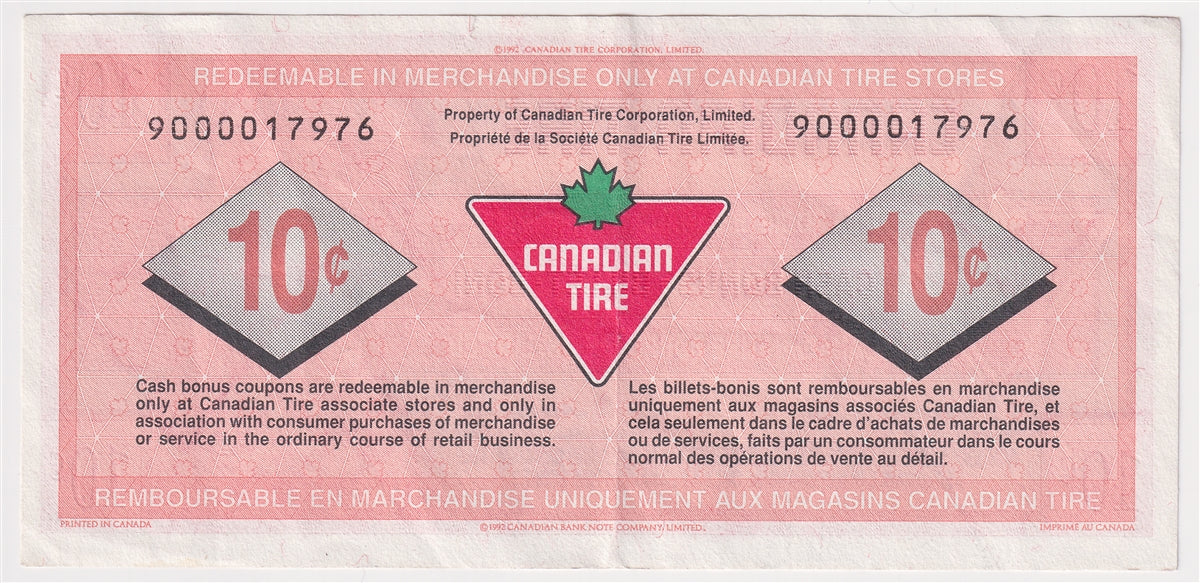 ©1992 CANADIAN TIRE CORPORATION, LIMITED.
REDEEMABLE IN MERCHANDISE ONLY AT CANADIAN TIRE STORES
9000017976
Property of Canadian Tire Corporation, Limited.
Propriété de la Société Canadian Tire Limitée.
9000017976
10¢
CANADIAN
TIRE
10¢
Cash bonus coupons are redeemable in merchandise
only at Canadian Tire associate stores and only in
association with consumer purchases of merchandise
or service in the ordinary course of retail business.
Les billets-bonis sont remboursables en marchandise
uniquement aux magasins associés Canadian Tire, et
cela seulement dans le cadre d'achats de marchandises
ou de services, faits par un consommateur dans le cours
normal des opérations de vente au détail.
REMBOURSABLE EN MARCHANDISE UNIQUEMENT AUX MAGASINS CANADIAN TIRE
PRINTED IN CANADA
©1992 CANADIAN BANK NOTE COMPANY, LIMITED.
IMPRIMÉ AU CANADA